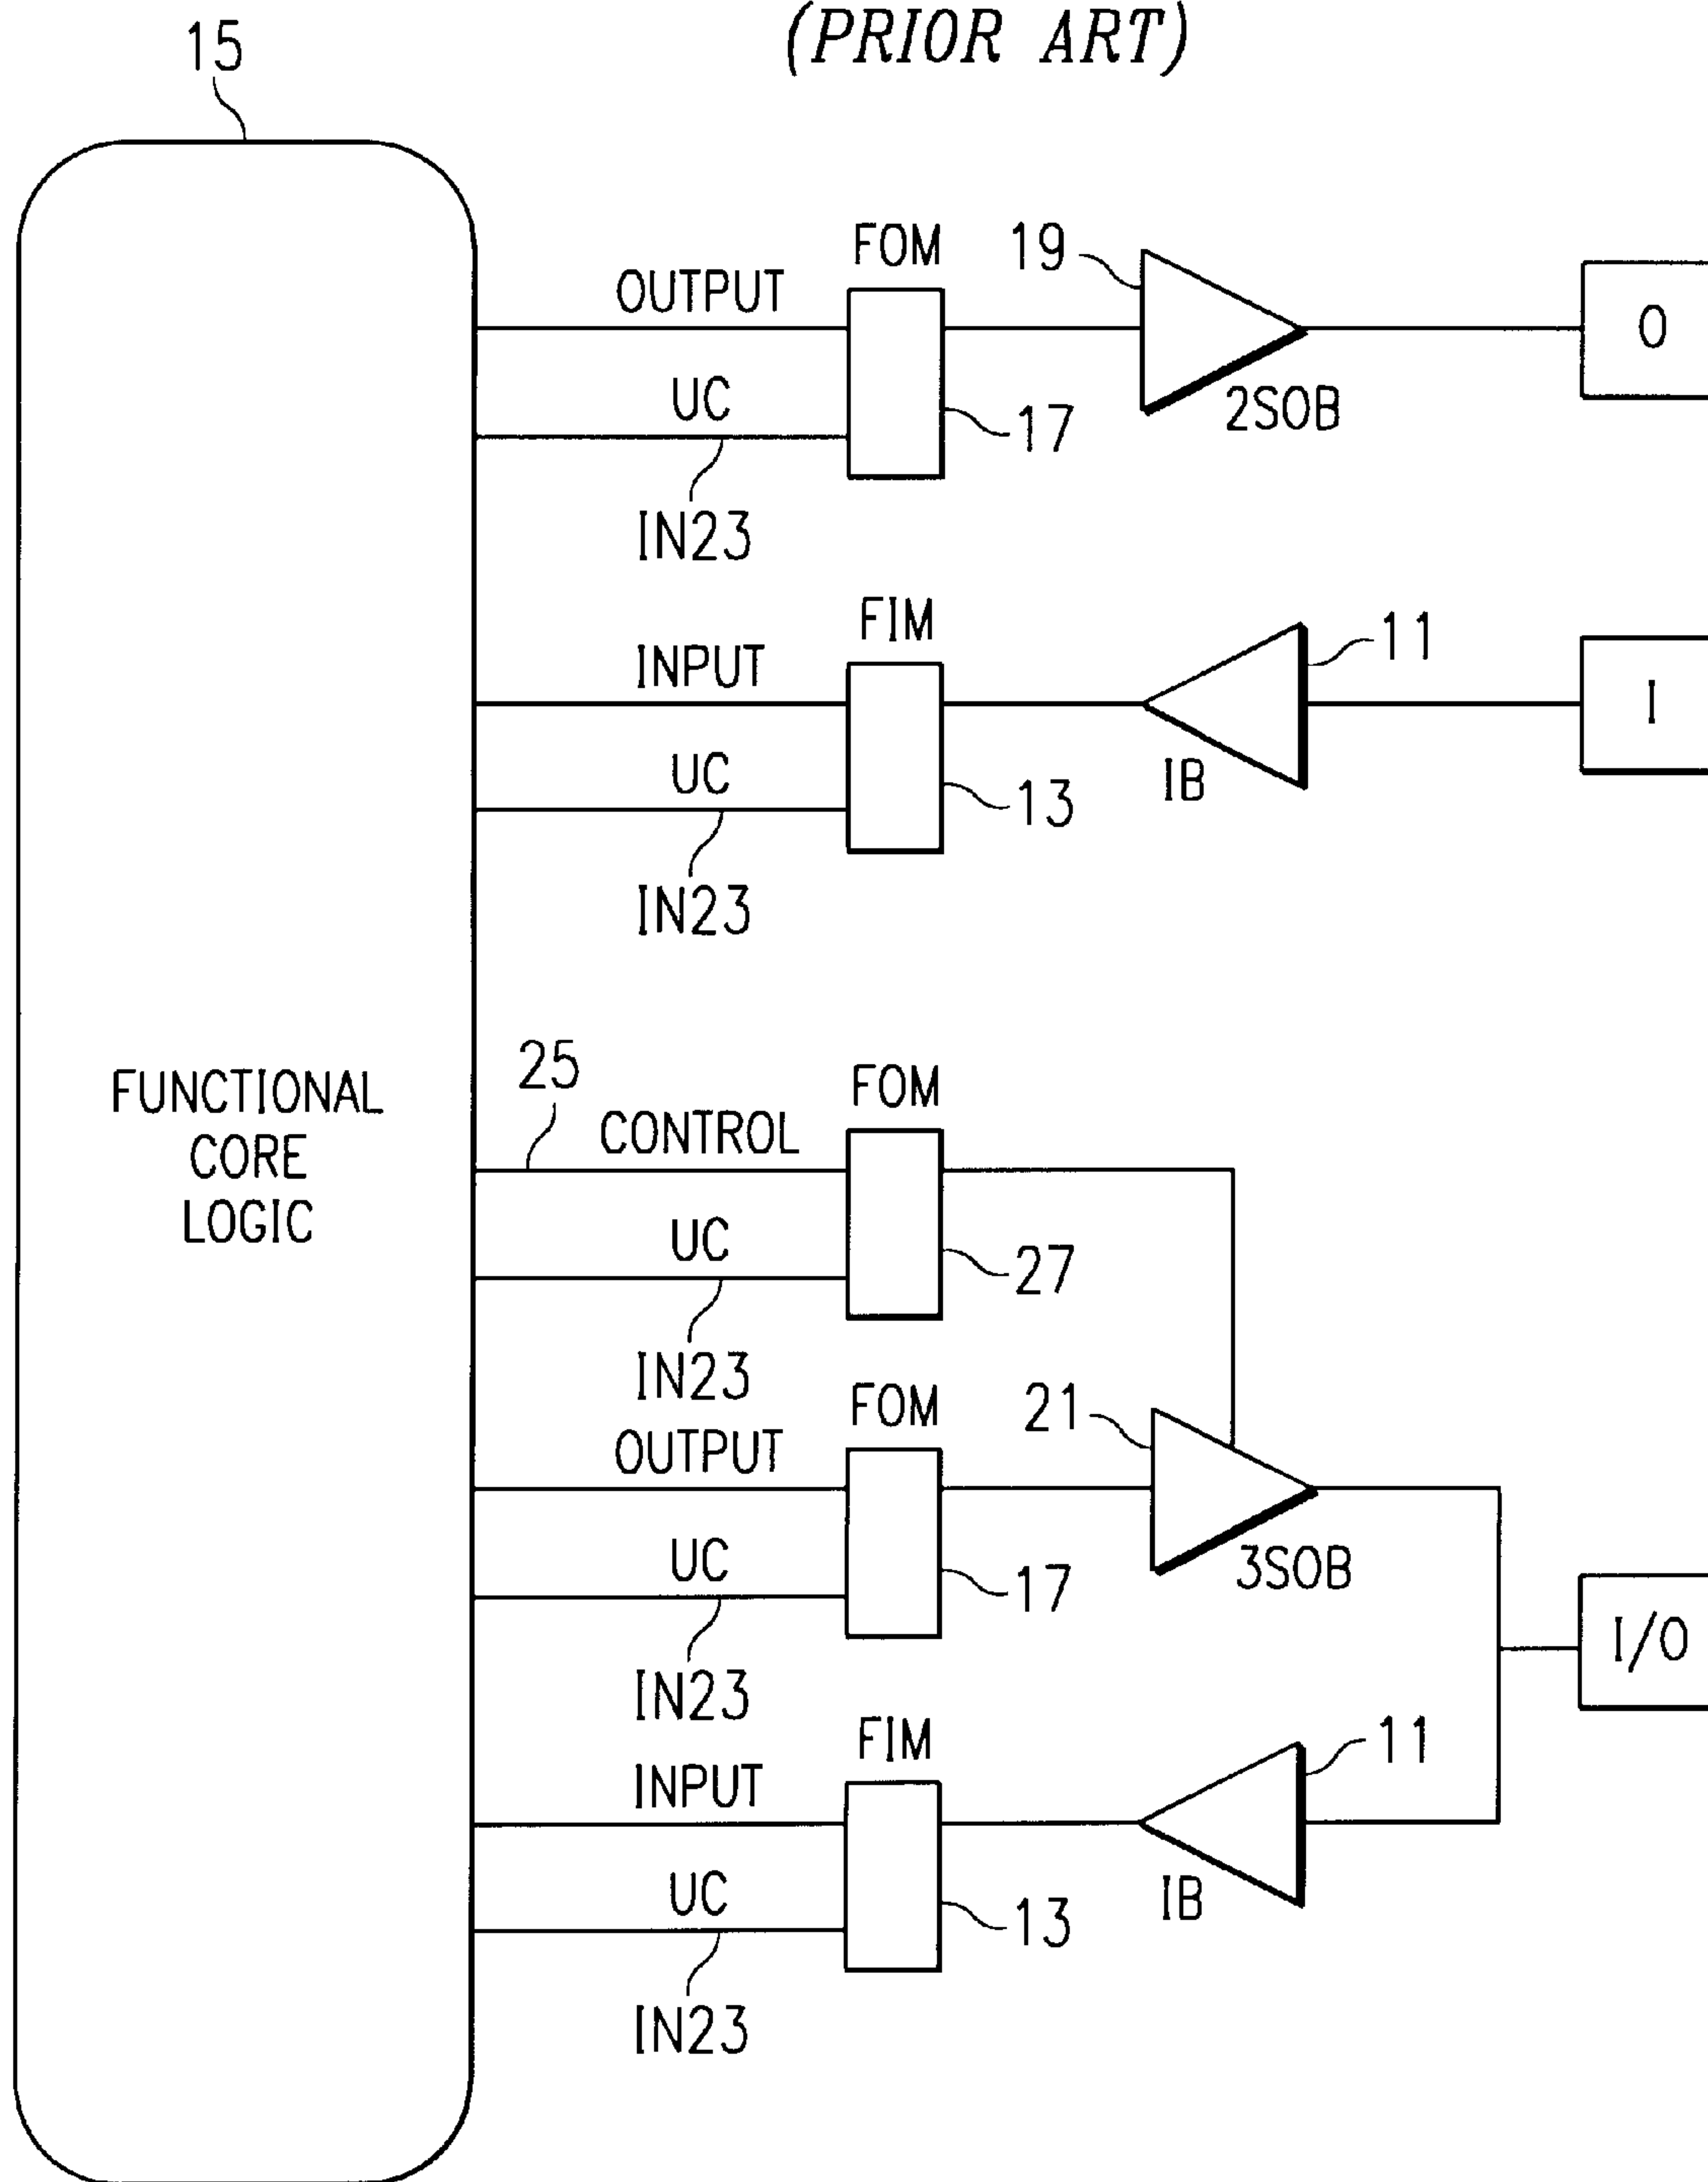 (PRIOR ART)
15
FOM
19
OUTPUT
O
UC
2SOB
17
IN23
FIM
11
INPUT
I
UC
IB
13
IN23
FUNCTIONAL
CORE
LOGIC
25
FOM
CONTROL
UC
27
IN23
FOM
21
OUTPUT
UC
3SOB
17
I/O
IN23
FIM
11
INPUT
UC
IB
13
IN23